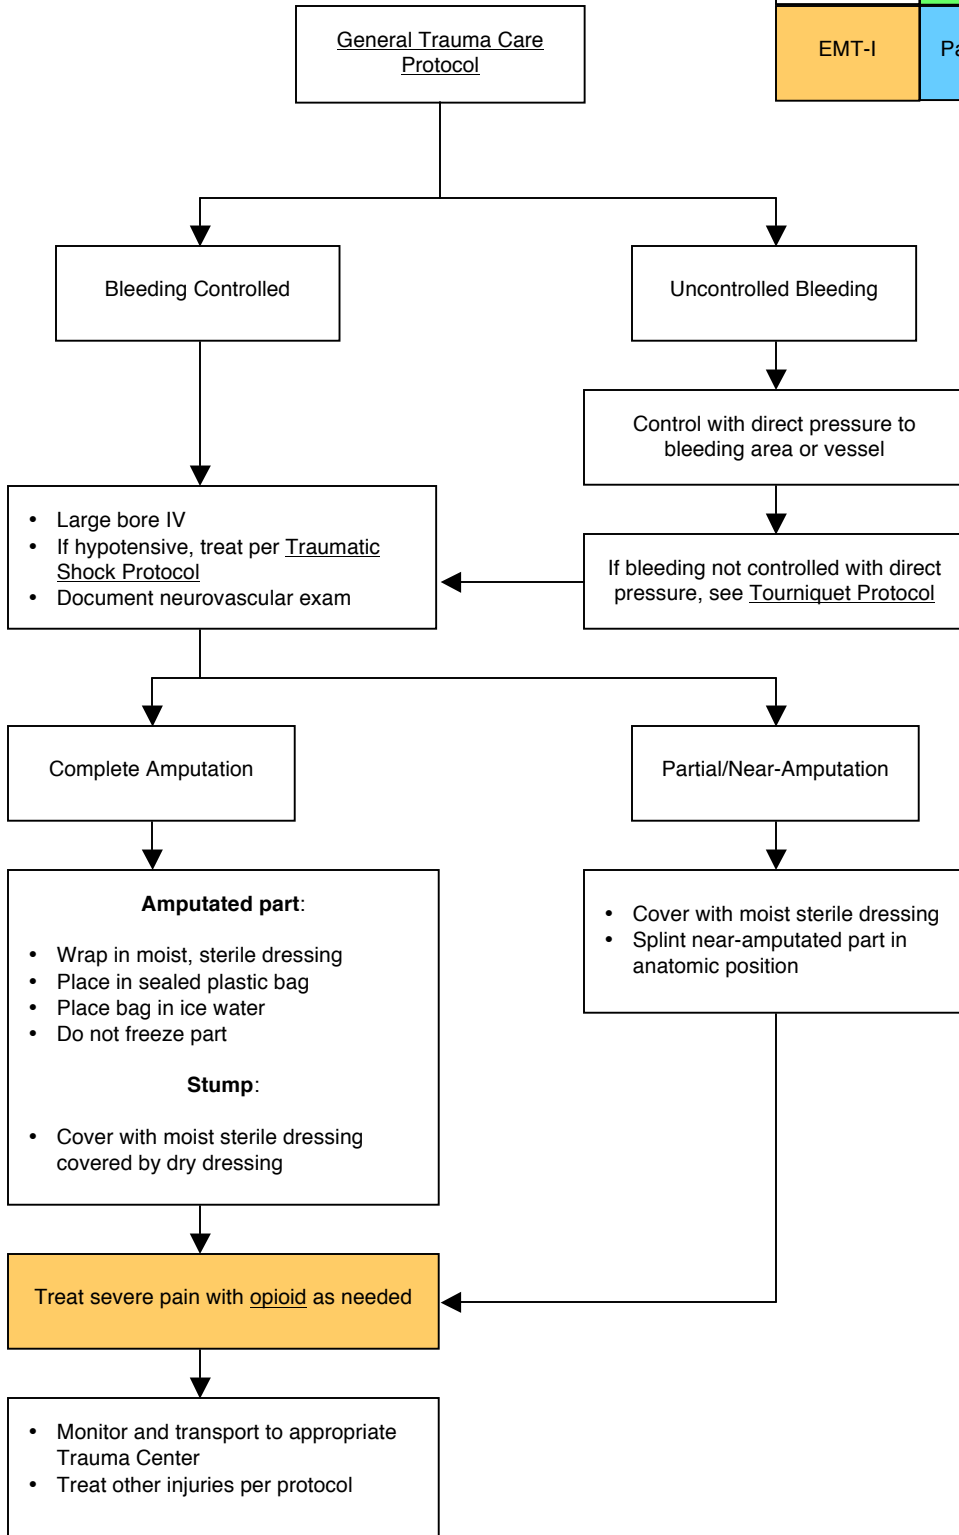 General Trauma Care
Protocol
EMT-I
Bleeding Controlled
Uncontrolled Bleeding
Control with direct pressure to
bleeding area or vessel
• Large bore IV
• If hypotensive, treat per Traumatic
Shock Protocol
• Document neurovascular exam
If bleeding not controlled with direct
pressure, see Tourniquet Protocol
Complete Amputation
Partial/Near-Amputation
Amputated part:
• Wrap in moist, sterile dressing
• Place in sealed plastic bag
• Place bag in ice water
• Do not freeze part
Stump:
• Cover with moist sterile dressing
covered by dry dressing
• Cover with moist sterile dressing
• Splint near-amputated part in
anatomic position
Treat severe pain with opioid as needed
• Monitor and transport to appropriate
Trauma Center
• Treat other injuries per protocol